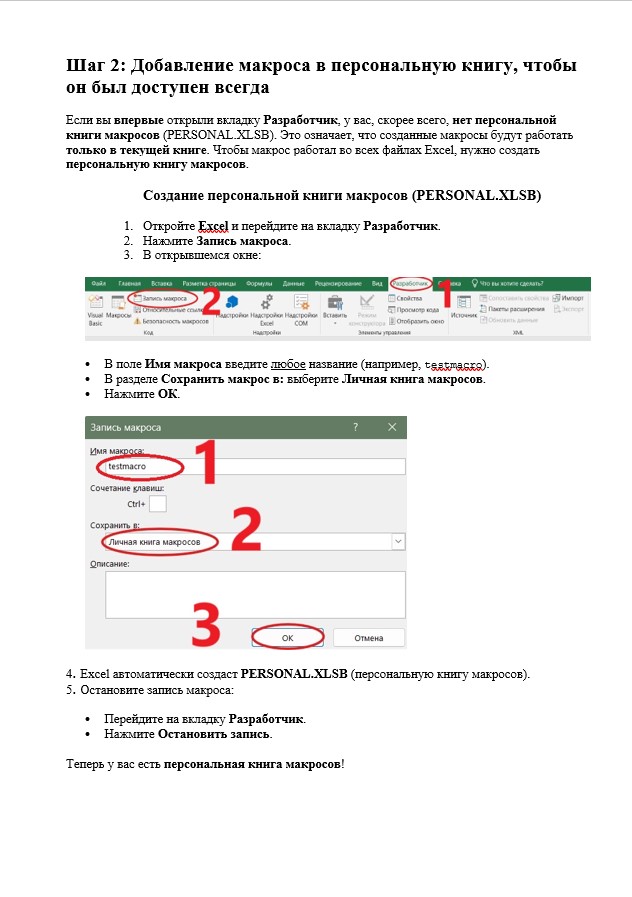 Шаг 2: Добавление макроса в персональную книгу, чтобы
он был доступен всегда
Если вы впервые открыли вкладку Разработчик, у вас, скорее всего, нет персональной
книги макросов (PERSONAL.XLSB). Это означает, что созданные макросы будут работать
только в текущей книге. Чтобы макрос работал во всех файлах Excel, нужно создать
персональную книгу макросов.
Создание персональной книги макросов (PERSONAL.XLSB)
1. Откройте Excel и перейдите на вкладку Разработчик.
2. Нажмите Запись макроса.
3. В открывшемся окне:
Файл Главная Вставка Разметка страницы Формулы Данные Рецензирование Вид Разработчик 1 Что вы хотите сделать?
Visual Basic
Макросы
Запись макроса 2
Относительные ссылки
Безопасность макросов
Код
Надстройки
Надстройки Excel
Надстройки COM
Надстройки
Вставить
Режим конструктора
Свойства
Просмотр кода
Отобразить окно
Элементы управления
Источник
Сопоставить свойства
Пакеты расширения
Обновить данные
Импорт
Экспорт
XML
• В поле Имя макроса введите любое название (например, testmacro).
• В разделе Сохранить макрос в: выберите Личная книга макросов.
• Нажмите ОК.
Запись макроса ? ×
Имя макроса:
testmacro 1
Сочетание клавиш:
Ctrl+
Сохранить в:
Личная книга макросов 2
Описание:
3 ОК Отмена
4. Excel автоматически создаст PERSONAL.XLSB (персональную книгу макросов).
5. Остановите запись макроса:
• Перейдите на вкладку Разработчик.
• Нажмите Остановить запись.
Теперь у вас есть персональная книга макросов!